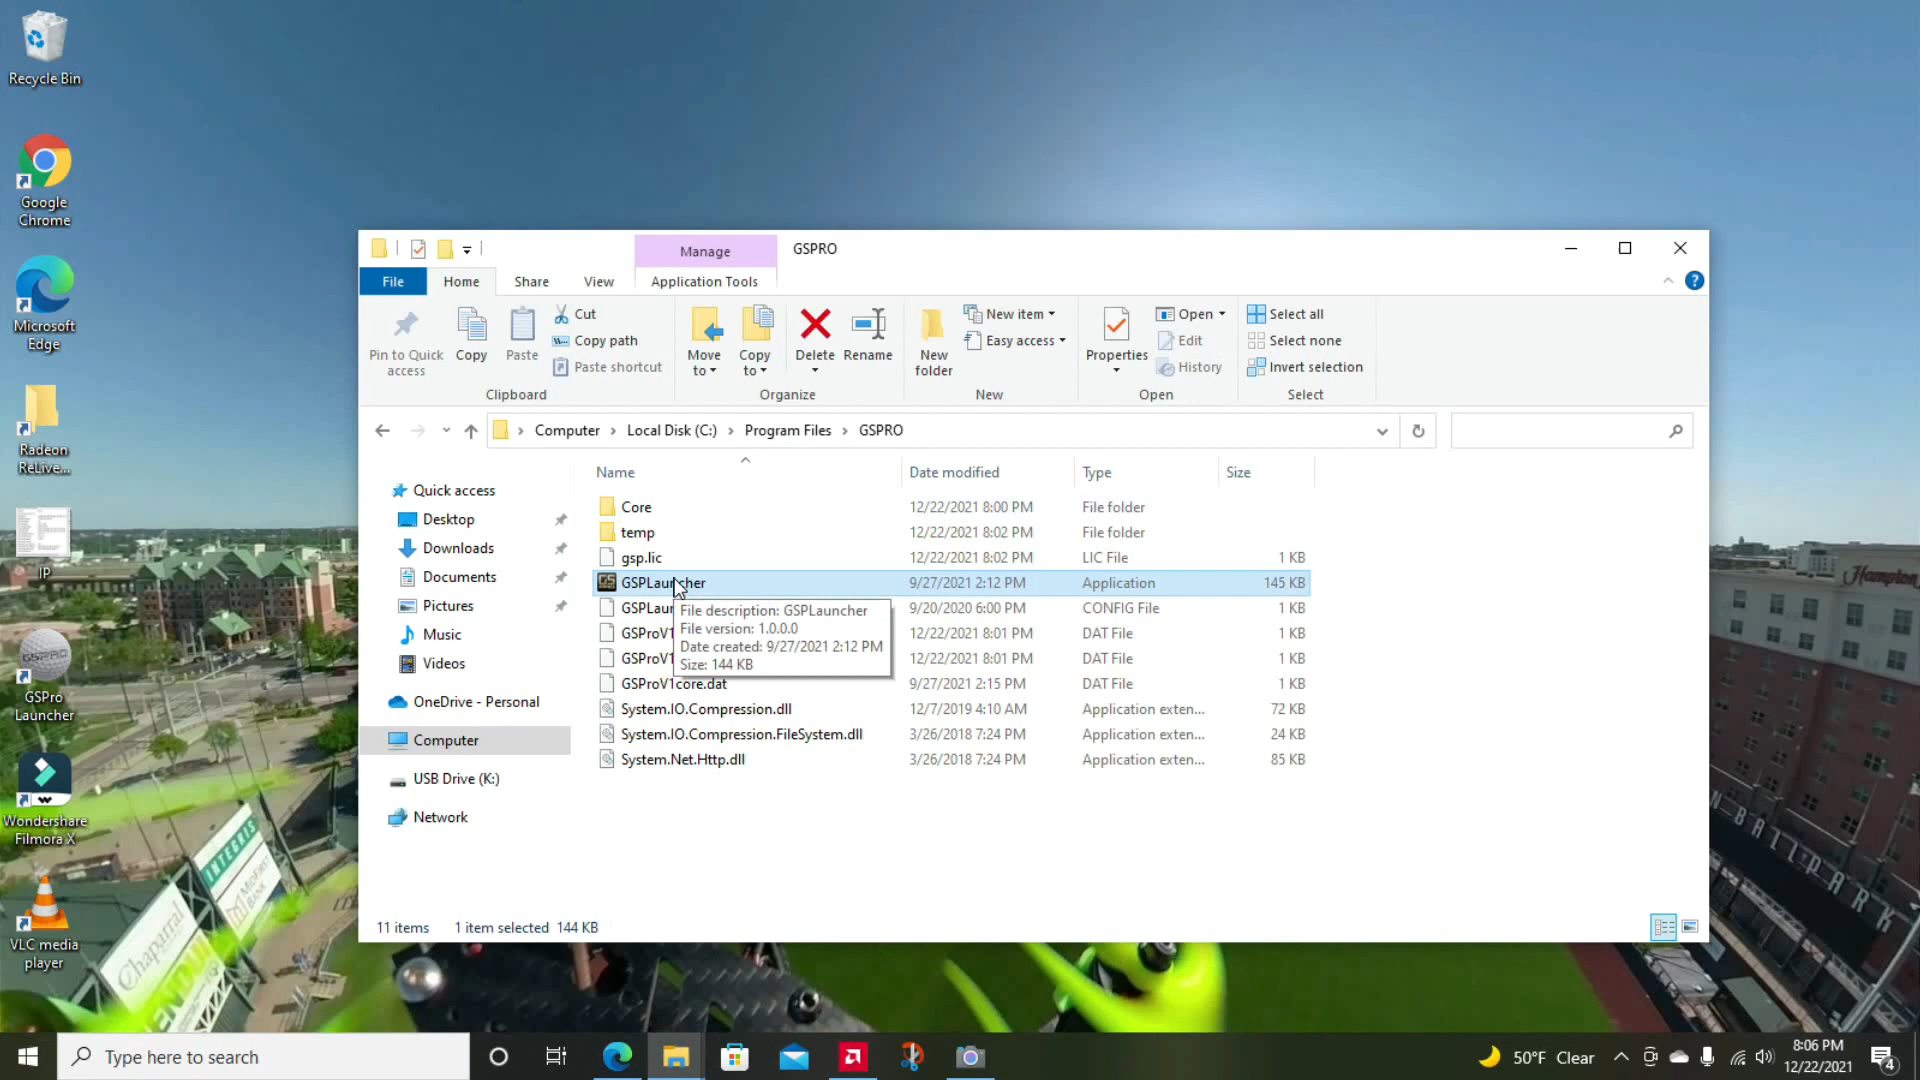 Recycle Bin
Google
Chrome
Microsoft
Edge
Radeon
ReLive...
IP
GSPRO
GSPro
Launcher
Wondershare
Filmora X
VLC media
player
Manage
GSPRO
File
Home
Share
View
Application Tools
Pin to Quick
access
Copy
Paste
Cut
Copy path
Paste shortcut
Clipboard
Move
to
Copy
to
Delete
Rename
Organize
New
folder
New item
Easy access
New
Properties
Open
Edit
History
Open
Select all
Select none
Invert selection
Select
Computer > Local Disk (C:) > Program Files > GSPRO
Quick access
Desktop
Downloads
Documents
Pictures
Music
Videos
OneDrive - Personal
Computer
USB Drive (K:)
Network
Name Date modified Type Size
Core 12/22/2021 8:00 PM File folder
temp 12/22/2021 8:02 PM File folder
gsp.lic 12/22/2021 8:02 PM LIC File 1 KB
GSPLauncher 9/27/2021 2:12 PM Application 145 KB
GSPLaun 9/20/2020 6:00 PM CONFIG File 1 KB
GSProV1 12/22/2021 8:01 PM DAT File 1 KB
GSProV1 12/22/2021 8:01 PM DAT File 1 KB
GSProV1core.dat 9/27/2021 2:15 PM DAT File 1 KB
System.IO.Compression.dll 12/7/2019 4:10 AM Application exten... 72 KB
System.IO.Compression.FileSystem.dll 3/26/2018 7:24 PM Application exten... 24 KB
System.Net.Http.dll 3/26/2018 7:24 PM Application exten... 85 KB
File description: GSPLauncher
File version: 1.0.0.0
Date created: 9/27/2021 2:12 PM
Size: 144 KB
11 items 1 item selected 144 KB
Hampton
BALLPARK
INTEGRIS
MidFirst
BANK
Chaparral
Type here to search
50°F Clear
8:06 PM
12/22/2021
4